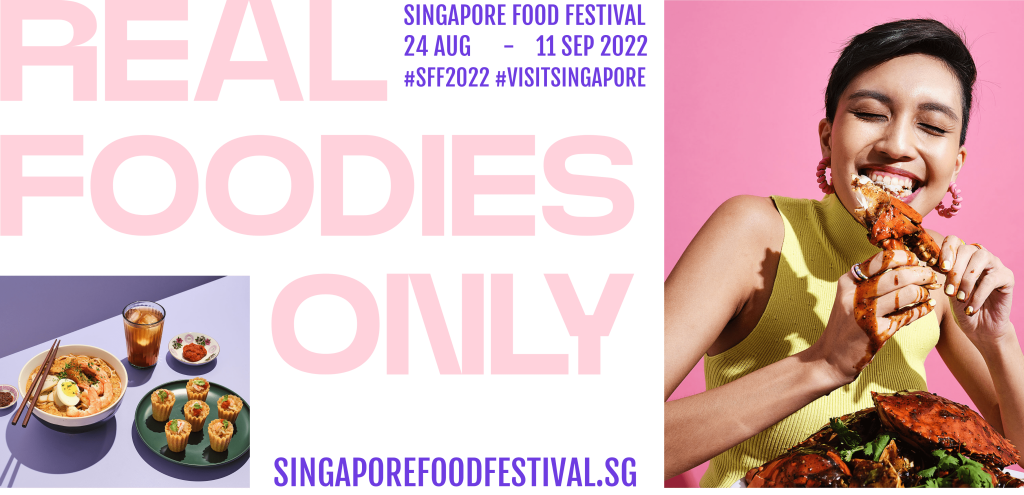 REAL
FOODIES
ONLY
SINGAPORE FOOD FESTIVAL
24 AUG - 11 SEP 2022
#SFF2022 #VISITSINGAPORE
SINGAPOREFOODFESTIVAL.SG